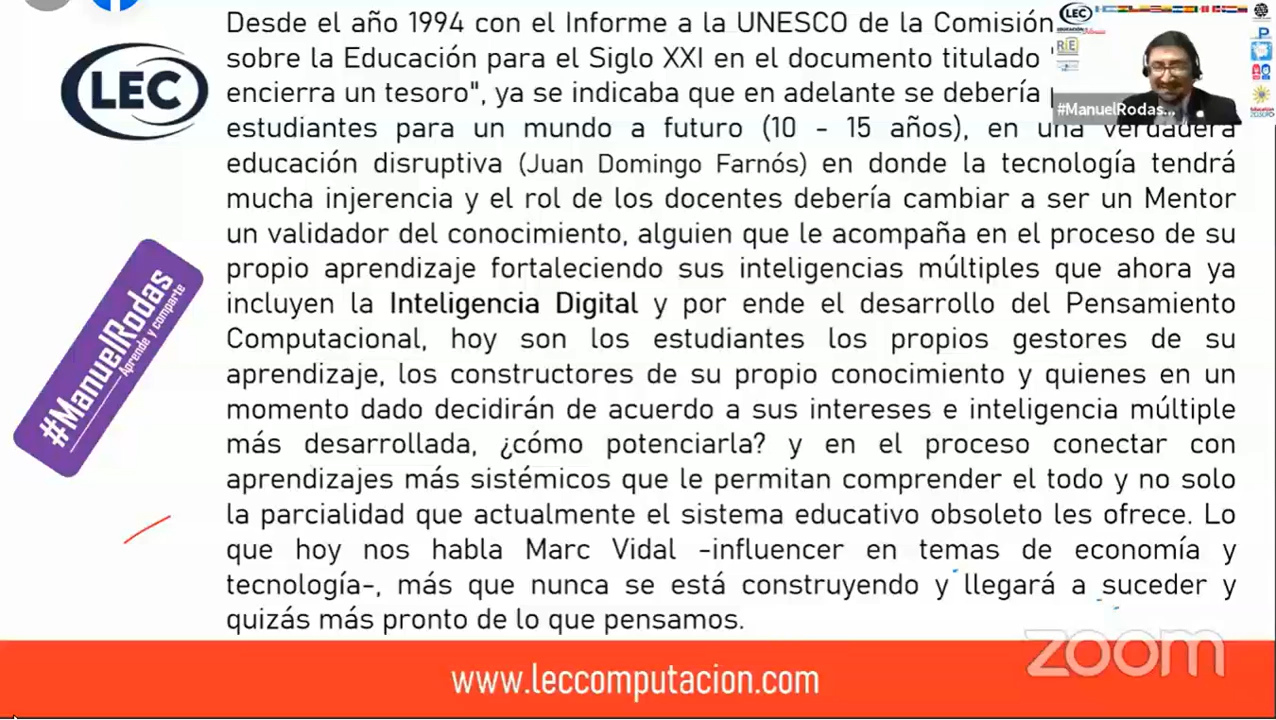 Desde el año 1994 con el Informe a la UNESCO de la Comisión
sobre la Educación para el Siglo XXI en el documento titulado
encierra un tesoro", ya se indicaba que en adelante se debería
estudiantes para un mundo a futuro (10 - 15 años), en una verdadera
educación disruptiva (Juan Domingo Farnós) en donde la tecnología tendrá
mucha injerencia y el rol de los docentes debería cambiar a ser un Mentor
un validador del conocimiento, alguien que le acompaña en el proceso de su
propio aprendizaje fortaleciendo sus inteligencias múltiples que ahora ya
incluyen la Inteligencia Digital y por ende el desarrollo del Pensamiento
Computacional, hoy son los estudiantes los propios gestores de su
aprendizaje, los constructores de su propio conocimiento y quienes en un
momento dado decidirán de acuerdo a sus intereses e inteligencia múltiple
más desarrollada, ¿cómo potenciarla? y en el proceso conectar con
aprendizajes más sistémicos que le permitan comprender el todo y no solo
la parcialidad que actualmente el sistema educativo obsoleto les ofrece. Lo
que hoy nos habla Marc Vidal -influencer en temas de economía y
tecnología-, más que nunca se está construyendo y llegará a suceder y
quizás más pronto de lo que pensamos.
LEC
#ManuelRodas
Aprende y comparte
LEC
#ManuelRodas...
zoom
www.leccomputacion.com